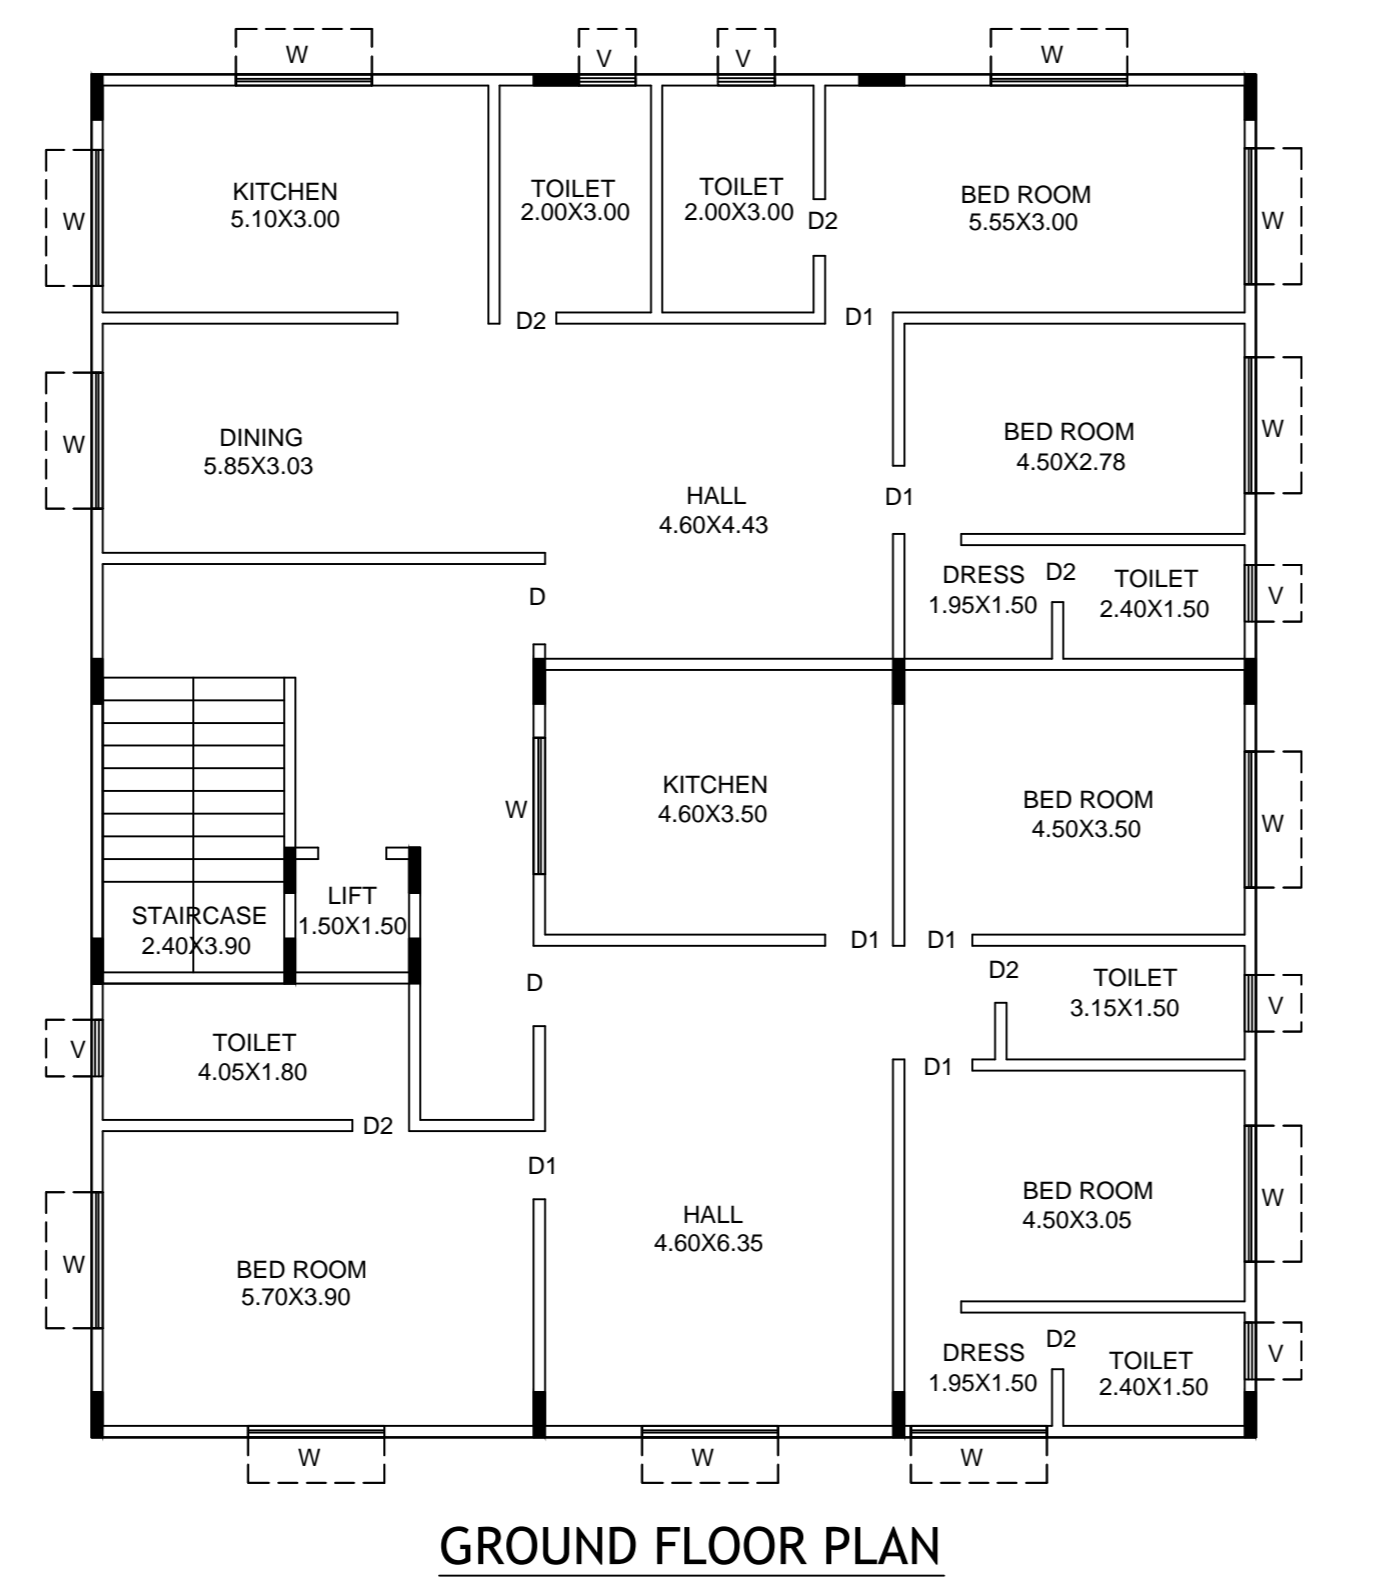 W
V
V
W
KITCHEN
5.10X3.00
TOILET
2.00X3.00
TOILET
2.00X3.00
BED ROOM
5.55X3.00
W
D2
W
D2
D1
DINING
5.85X3.03
W
BED ROOM
4.50X2.78
W
HALL
4.60X4.43
D1
D
DRESS
1.95X1.50
D2
TOILET
2.40X1.50
V
KITCHEN
4.60X3.50
W
BED ROOM
4.50X3.50
W
STAIRCASE
2.40X3.90
LIFT
1.50X1.50
D1
D1
D
D2
TOILET
3.15X1.50
V
V
TOILET
4.05X1.80
D1
D2
D1
BED ROOM
4.50X3.05
W
HALL
4.60X6.35
W
BED ROOM
5.70X3.90
DRESS
1.95X1.50
D2
TOILET
2.40X1.50
V
W
W
W
GROUND FLOOR PLAN